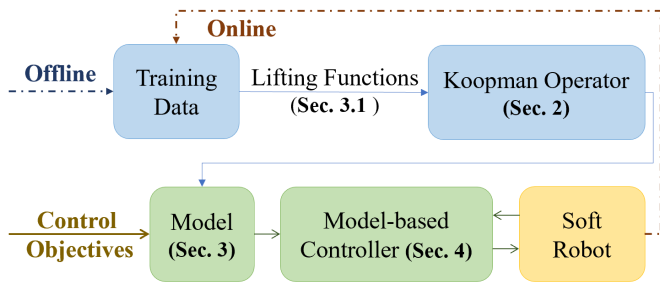 Online
Offline
Training
Data
Lifting Functions
(Sec. 3.1 )
Koopman Operator
(Sec. 2)
Control
Objectives
Model
(Sec. 3)
Model-based
Controller (Sec. 4)
Soft
Robot